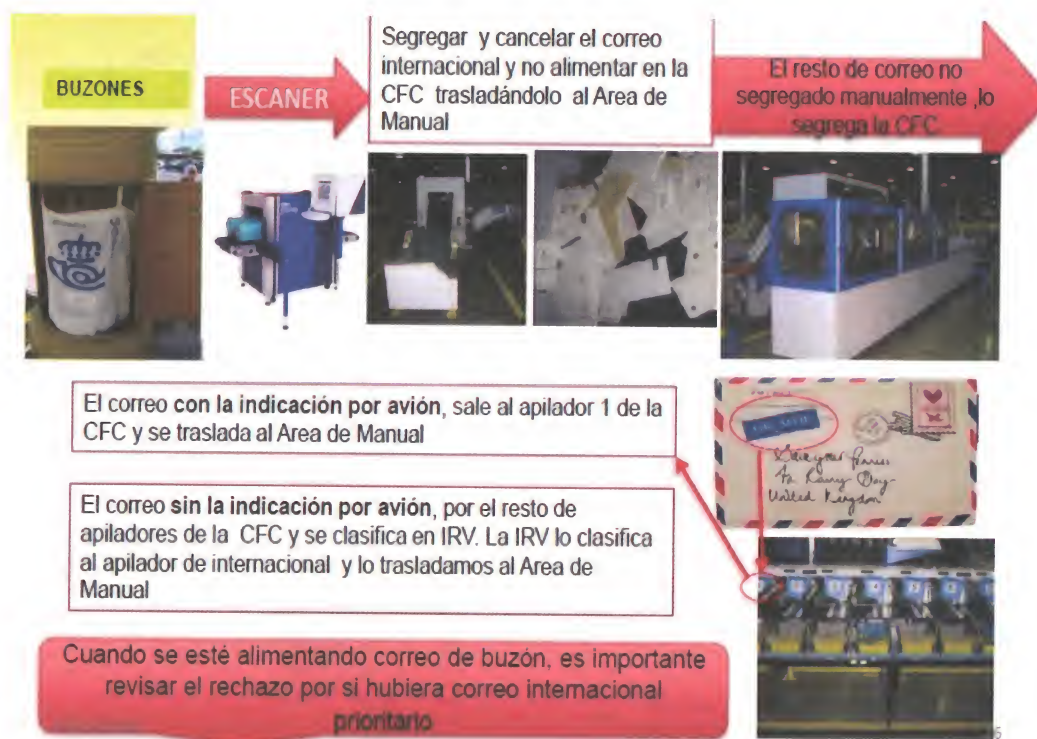 BUZONES
ESCANER
Segregar y cancelar el correo
internacional y no alimentar en la
CFC trasladándolo al Area de
Manual
El resto de correo no
segregado manualmente ,lo
segrega la CFC
El correo con la indicación por avión, sale al apilador 1 de la
CFC y se traslada al Area de Manual
El correo sin la indicación por avión, por el resto de
apiladores de la CFC y se clasifica en IRV. La IRV lo clasifica
al apilador de internacional y lo trasladamos al Area de
Manual
United Kingdom
Cuando se esté alimentando correo de buzón, es importante
revisar el rechazo por si hubiera correo internacional
prioritario